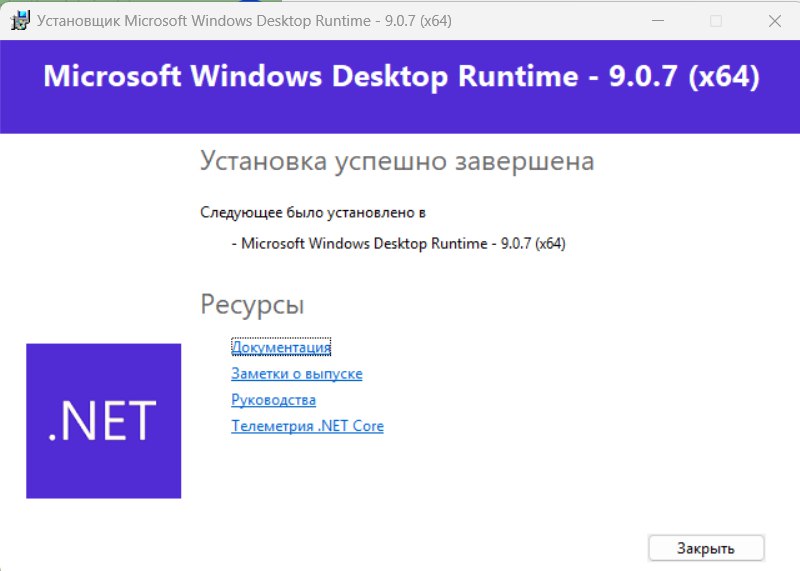 Установщик Microsoft Windows Desktop Runtime - 9.0.7 (x64)
Microsoft Windows Desktop Runtime - 9.0.7 (x64)
Установка успешно завершена
Следующее было установлено в
- Microsoft Windows Desktop Runtime - 9.0.7 (x64)
Ресурсы
Документация
Заметки о выпуске
Руководства
Телеметрия .NET Core
.NET
Закрыть